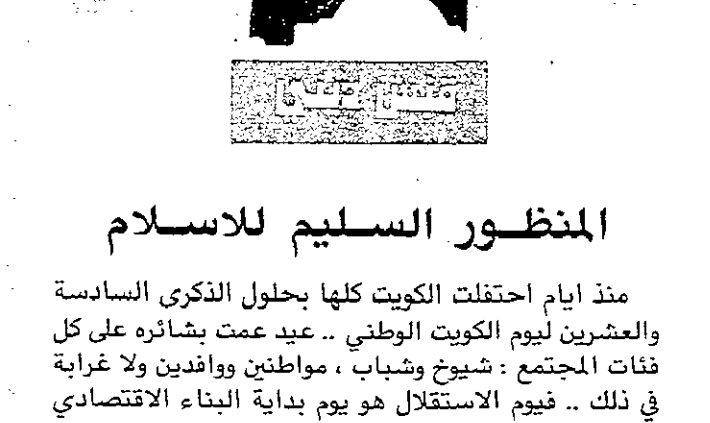 المنظور السليم للاسلام
منذ ايام احتفلت الكويت كلها بحلول الذكرى السادسة
والعشرين ليوم الكويت الوطني .. عيد عمت بشائره على كل
فئات المجتمع : شيوخ وشباب ، مواطنين ووافدين ولا غرابة
في ذلك .. فيوم الاستقلال هو يوم بداية البناء الاقتصادي